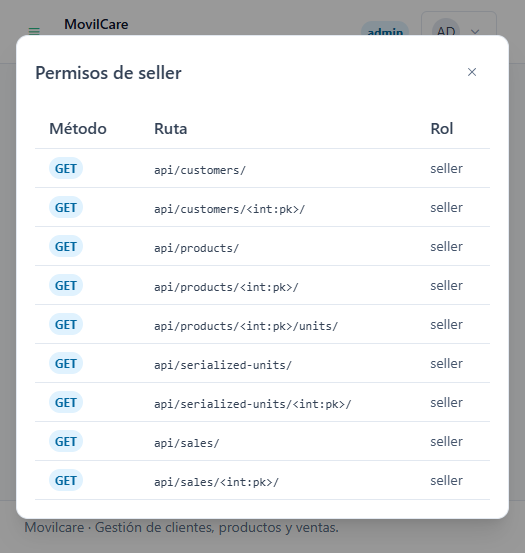 MovilCare
admin
AD
Permisos de seller
Método Ruta Rol
GET api/customers/ seller
GET api/customers/<int:pk>/ seller
GET api/products/ seller
GET api/products/<int:pk>/ seller
GET api/products/<int:pk>/units/ seller
GET api/serialized-units/ seller
GET api/serialized-units/<int:pk>/ seller
GET api/sales/ seller
GET api/sales/<int:pk>/ seller
Movilcare · Gestión de clientes, productos y ventas.